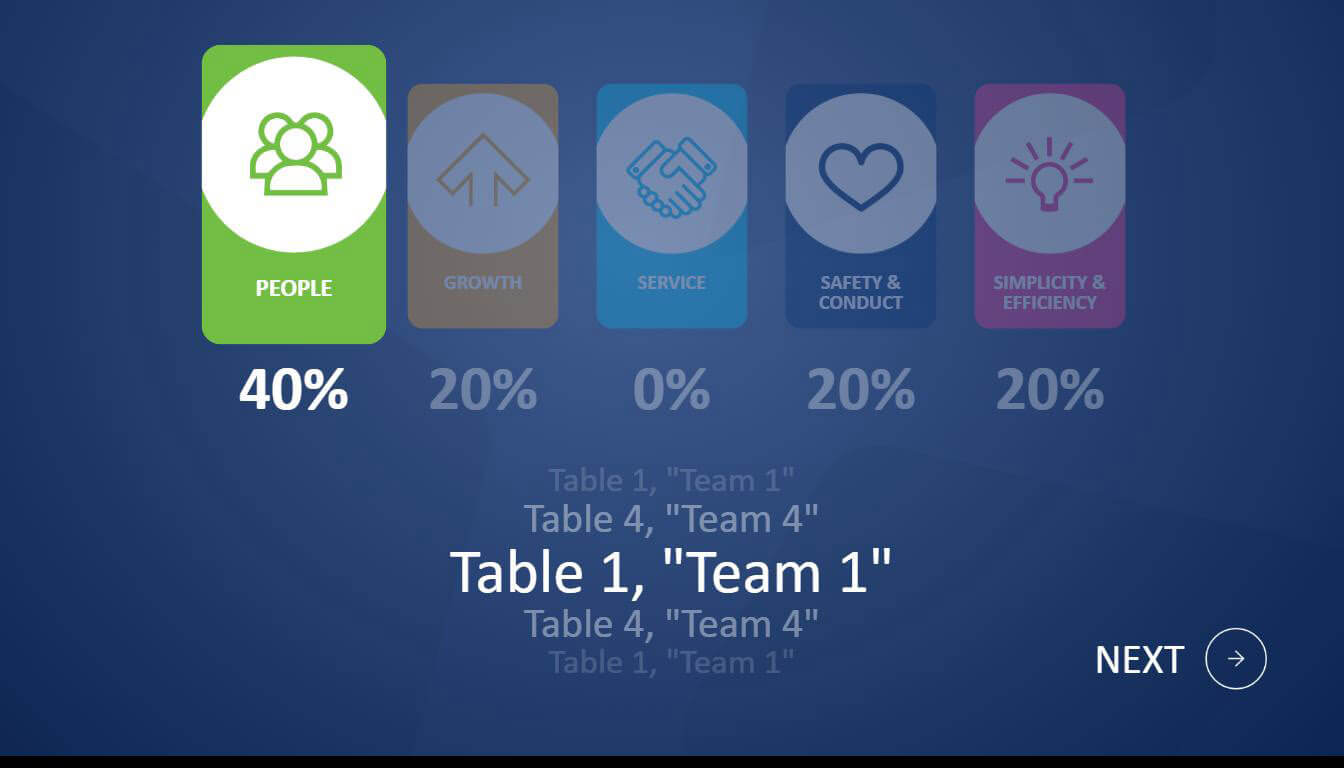 PEOPLE
GROWTH
SERVICE
SAFETY &
CONDUCT
SIMPLICITY &
EFFICIENCY
40%
20%
0%
20%
20%
Table 1, "Team 1"
Table 4, "Team 4"
Table 1, "Team 1"
Table 4, "Team 4"
Table 1, "Team 1"
NEXT